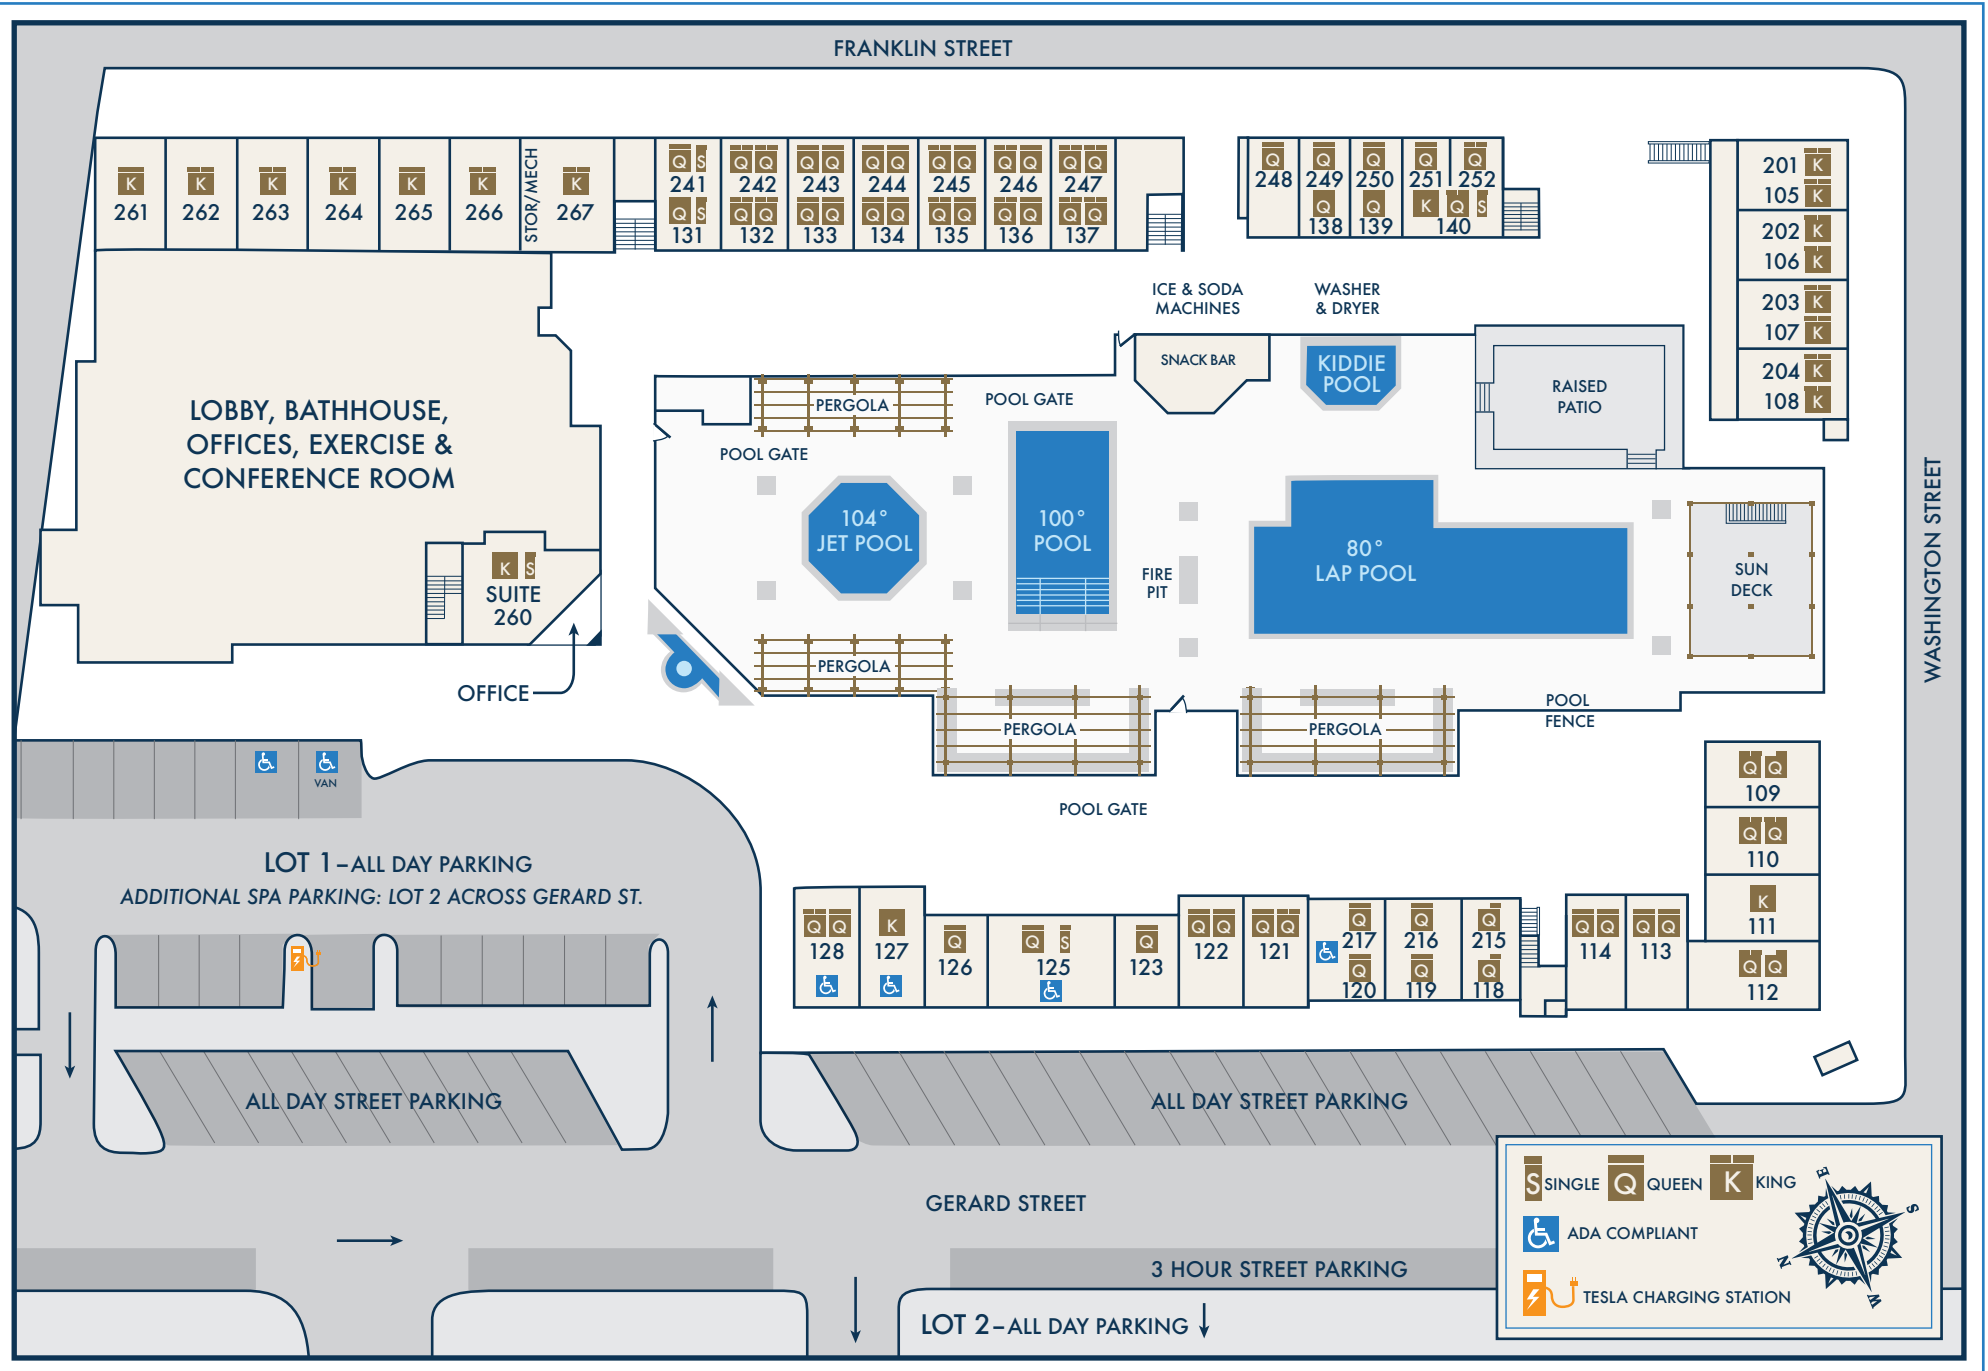 FRANKLIN STREET
K
K
K
K
K
K
K
261
262
263
264
265
266
STOR/MECH
267
Q S
Q Q
Q Q
Q Q
Q Q
Q Q
Q Q
241
242
243
244
245
246
247
Q S
Q Q
Q Q
Q Q
Q Q
Q Q
Q Q
131
132
133
134
135
136
137
Q
Q
Q
Q
Q
248
249
250
251
252
Q
Q
K Q S
138
139
140
201 K
105 K
202 K
106 K
203 K
107 K
204 K
108 K
ICE & SODA
MACHINES
WASHER
& DRYER
SNACK BAR
KIDDIE
POOL
RAISED
PATIO
LOBBY, BATHHOUSE,
OFFICES, EXERCISE &
CONFERENCE ROOM
PERGOLA
POOL GATE
POOL GATE
104°
JET POOL
100°
POOL
FIRE
PIT
80°
LAP POOL
SUN
DECK
WASHINGTON STREET
K S
SUITE
260
OFFICE
PERGOLA
PERGOLA
PERGOLA
POOL
FENCE
POOL GATE
VAN
LOT 1–ALL DAY PARKING
ADDITIONAL SPA PARKING: LOT 2 ACROSS GERARD ST.
Q Q
109
Q Q
110
K
111
Q Q
112
Q Q
128
K
127
Q
126
Q S
125
Q
123
Q Q
122
Q Q
121
Q
217
Q
120
Q
216
Q
119
Q
215
Q
118
Q Q
114
Q Q
113
ALL DAY STREET PARKING
ALL DAY STREET PARKING
GERARD STREET
3 HOUR STREET PARKING
LOT 2–ALL DAY PARKING
S SINGLE Q QUEEN K KING
ADA COMPLIANT
TESLA CHARGING STATION
E
S
N
W